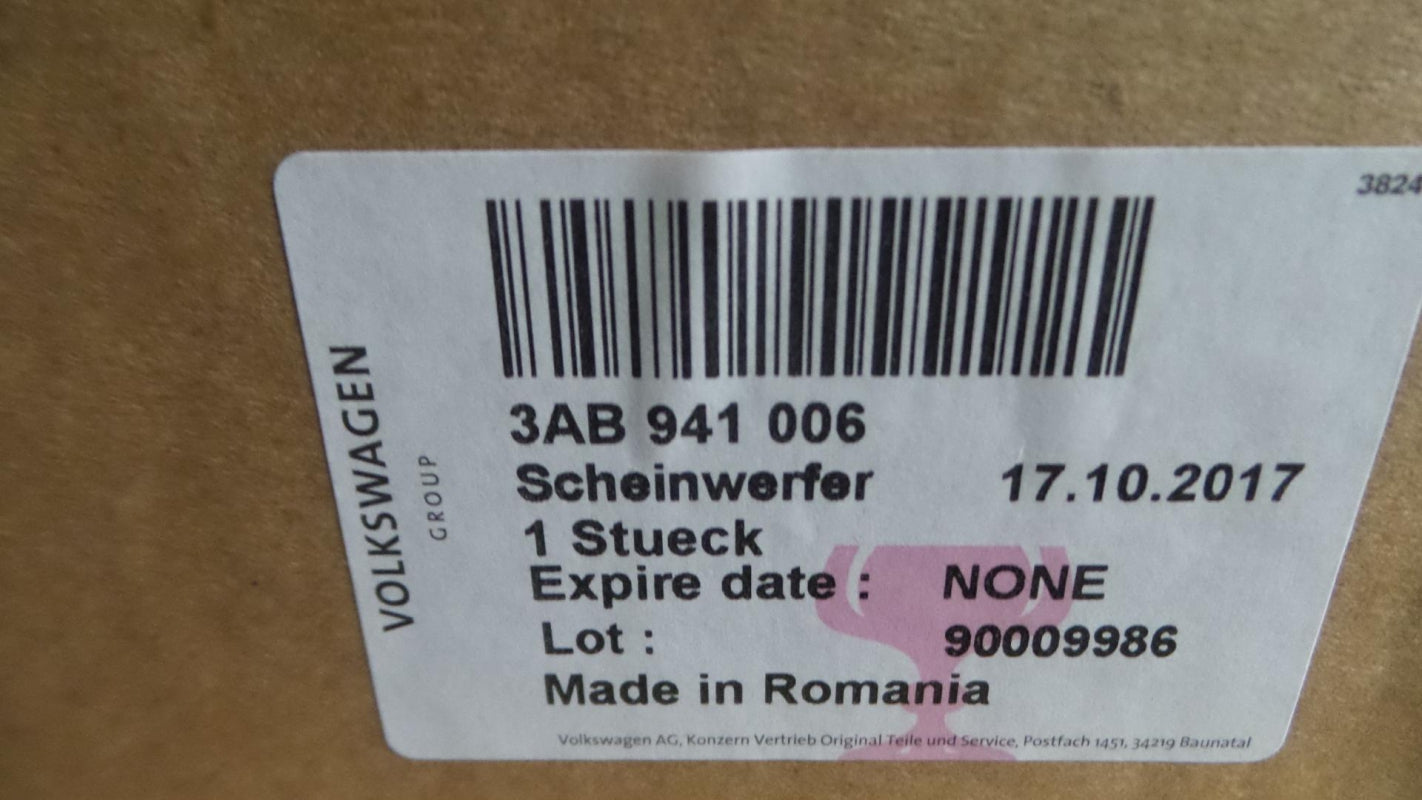 3824
3AB 941 006
Scheinwerfer 17.10.2017
1 Stueck
Expire date : NONE
Lot : 90009986
Made in Romania
Volkswagen AG, Konzern Vertrieb Original Teile und Service, Postfach 1451, 34219 Baunatal
VOLKSWAGEN
GROUP